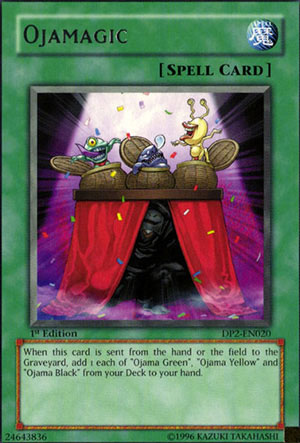 OJAMAGIC
[SPELL CARD]
1st Edition
DP2-EN020
When this card is sent from the hand or the field to the
Graveyard, add 1 each of "Ojama Green", "Ojama Yellow" and
"Ojama Black" from your Deck to your hand.
24643836
©1996 KAZUKI TAKAHASHI